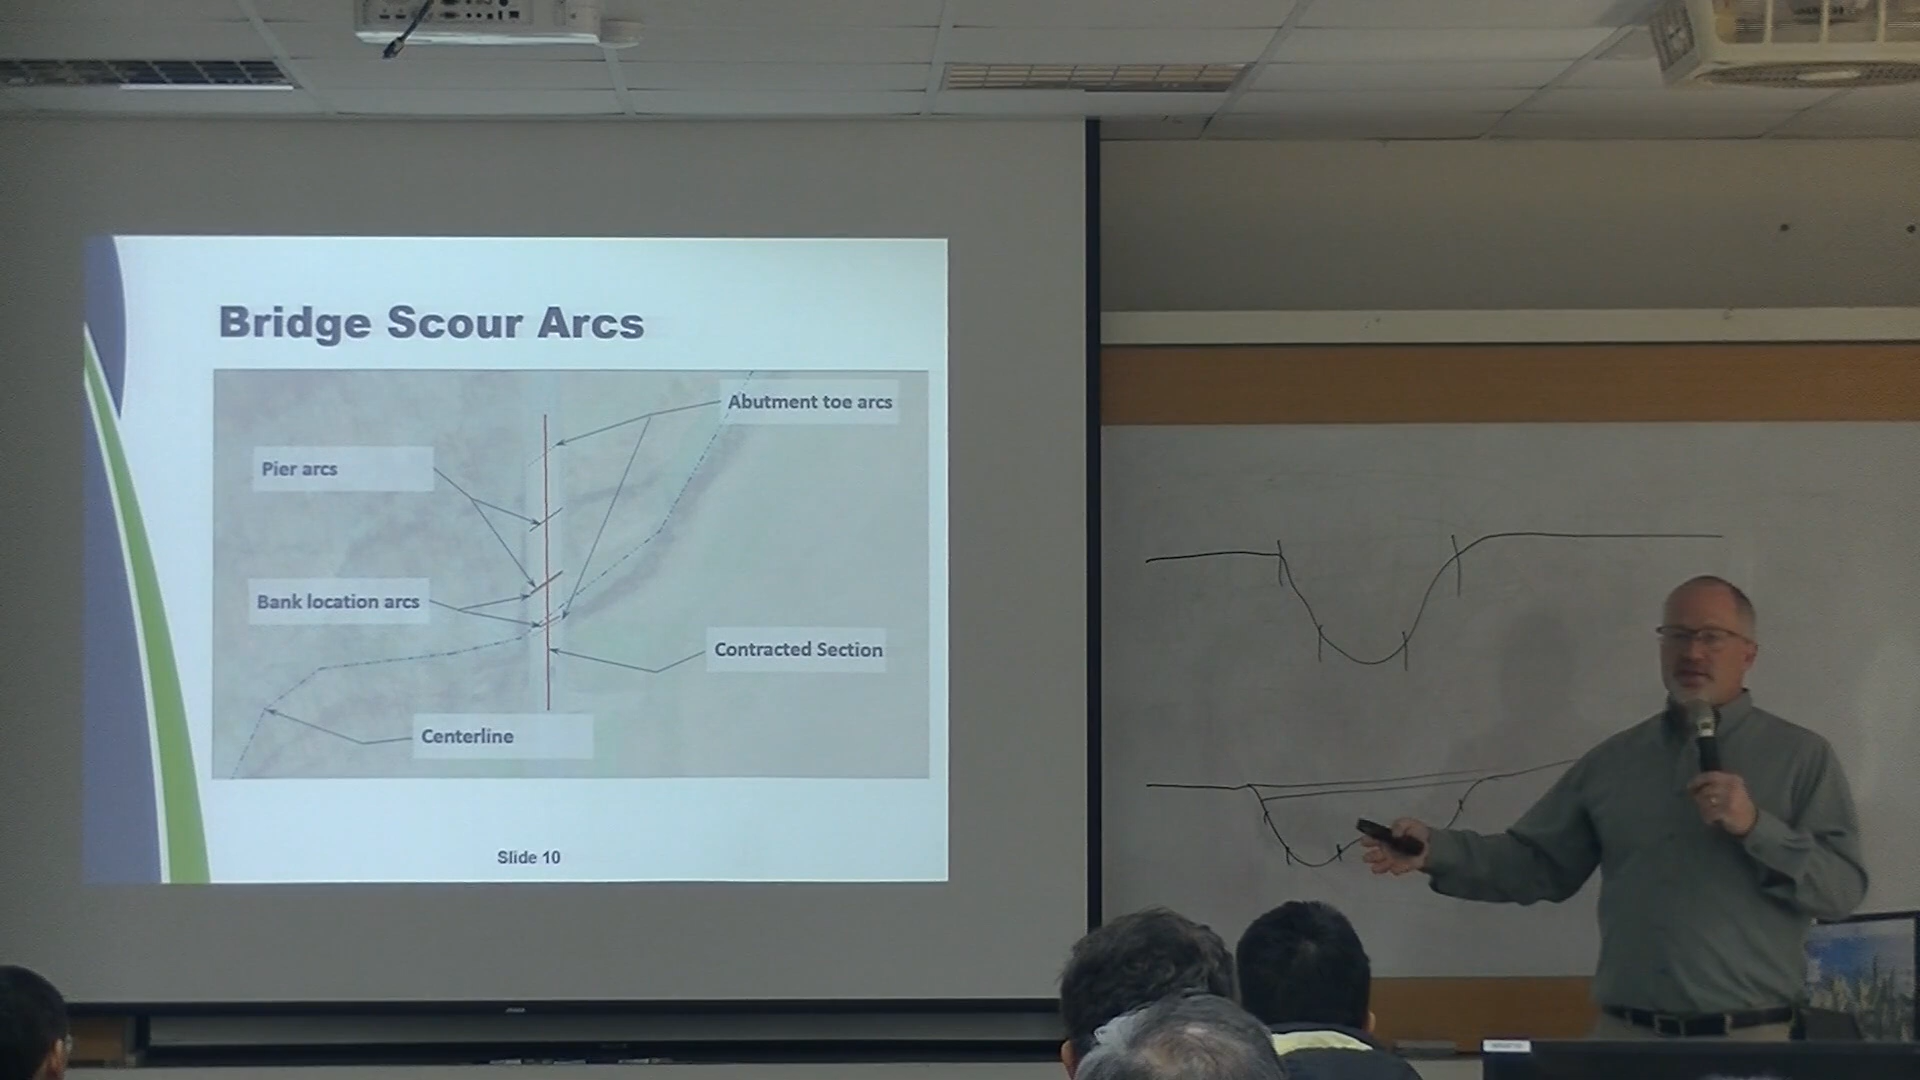 Bridge Scour Arcs
Abutment toe arcs
Pier arcs
Bank location arcs
Contracted Section
Centerline
Slide 10